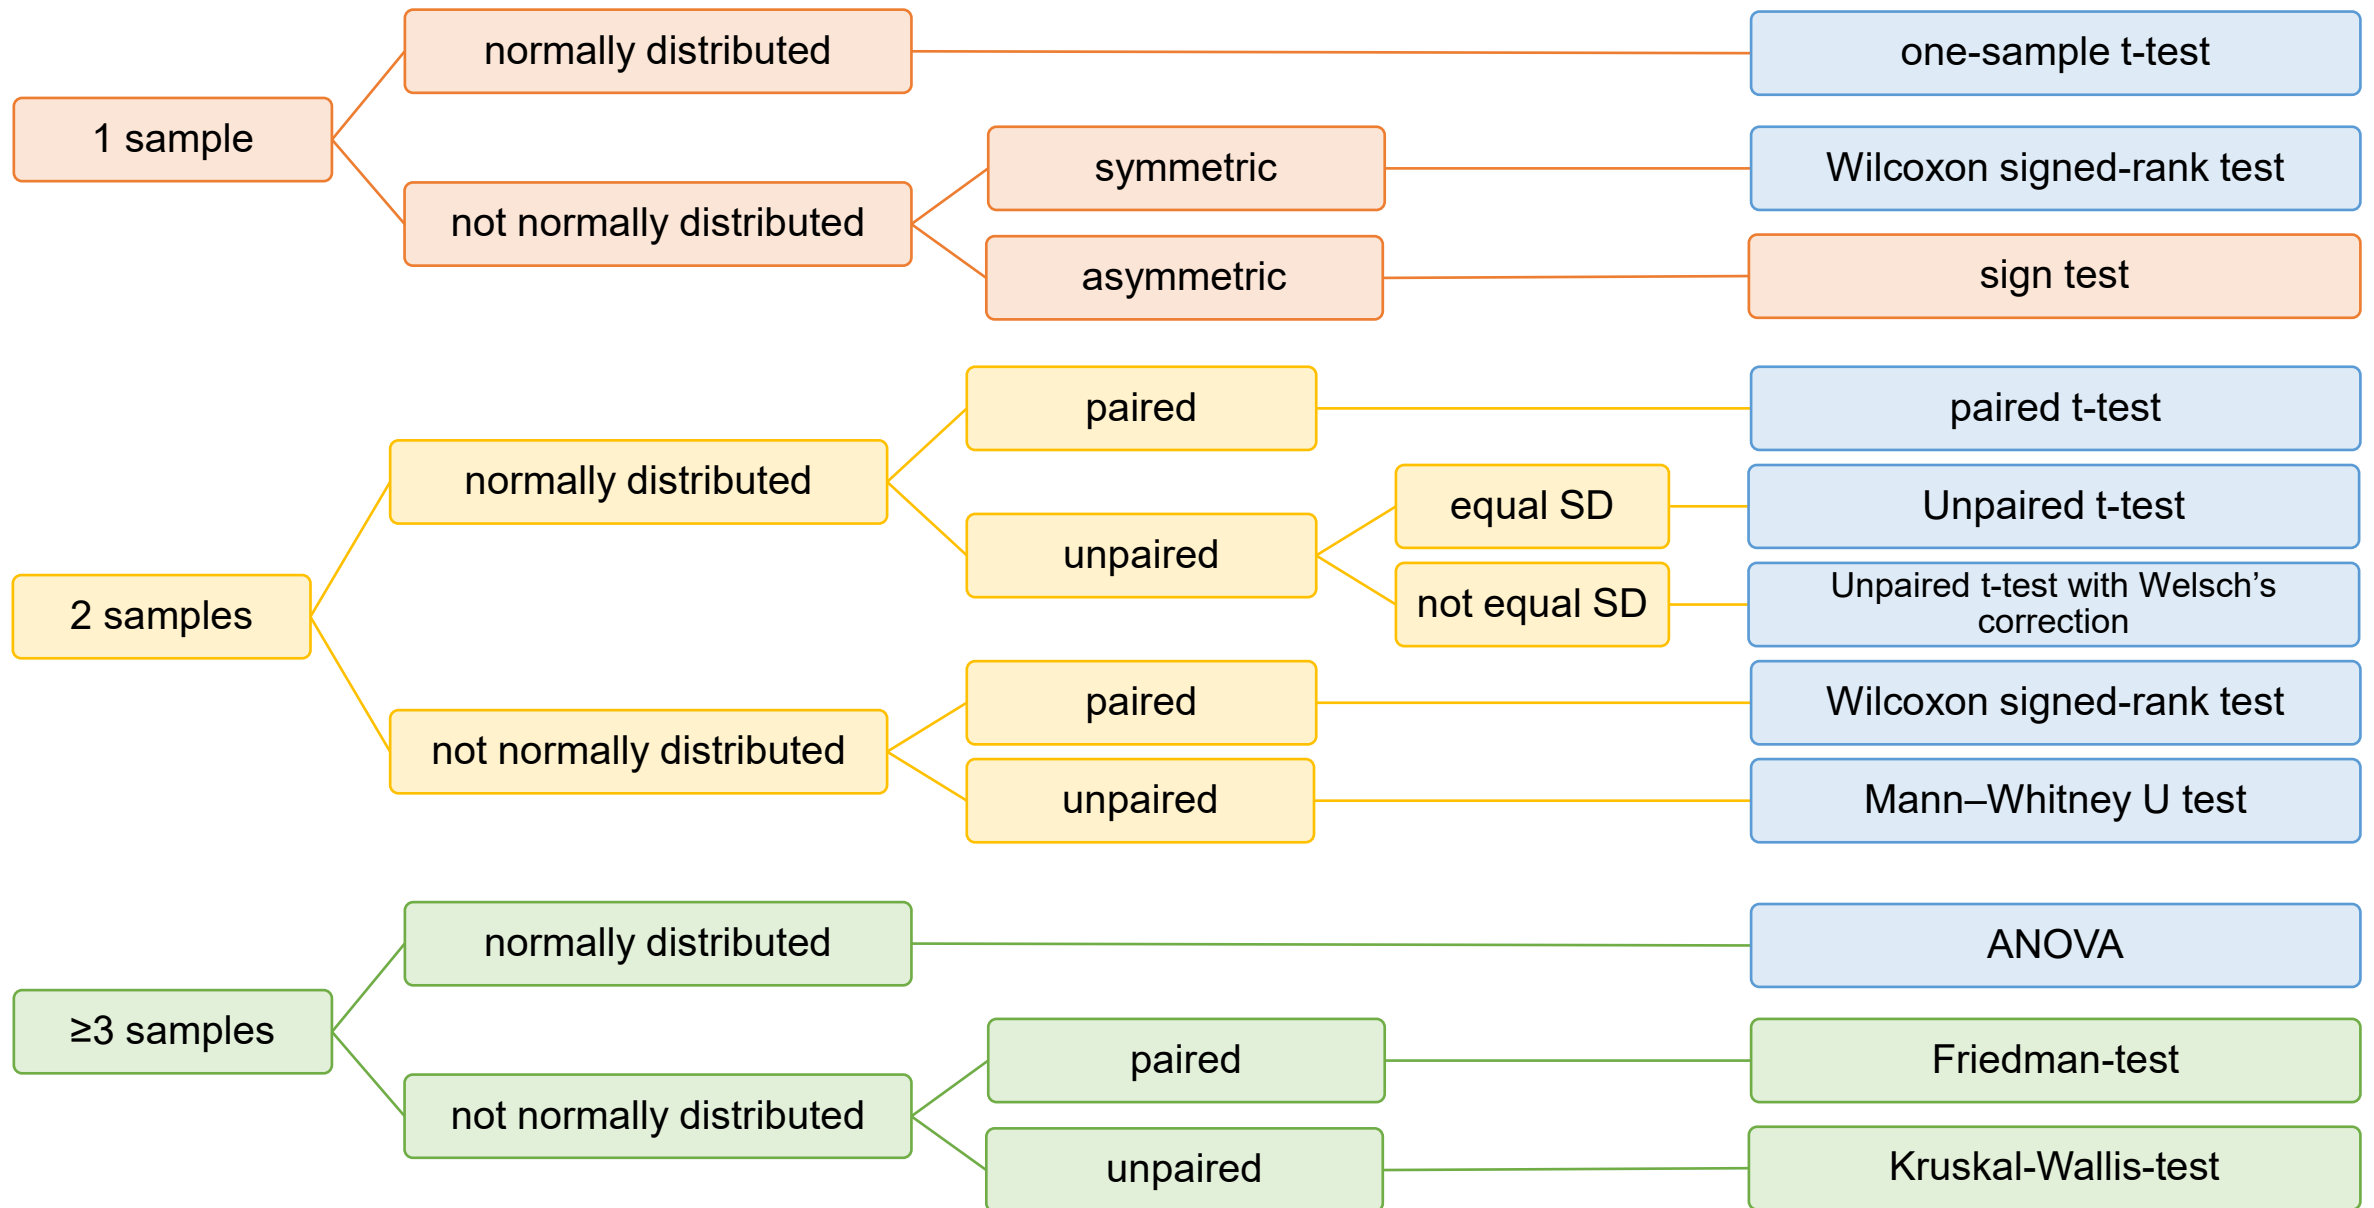 1 sample
normally distributed
one-sample t-test
not normally distributed
symmetric
Wilcoxon signed-rank test
asymmetric
sign test
2 samples
normally distributed
paired
paired t-test
unpaired
equal SD
Unpaired t-test
not equal SD
Unpaired t-test with Welsch’s
correction
not normally distributed
paired
Wilcoxon signed-rank test
unpaired
Mann–Whitney U test
≥3 samples
normally distributed
ANOVA
not normally distributed
paired
Friedman-test
unpaired
Kruskal-Wallis-test